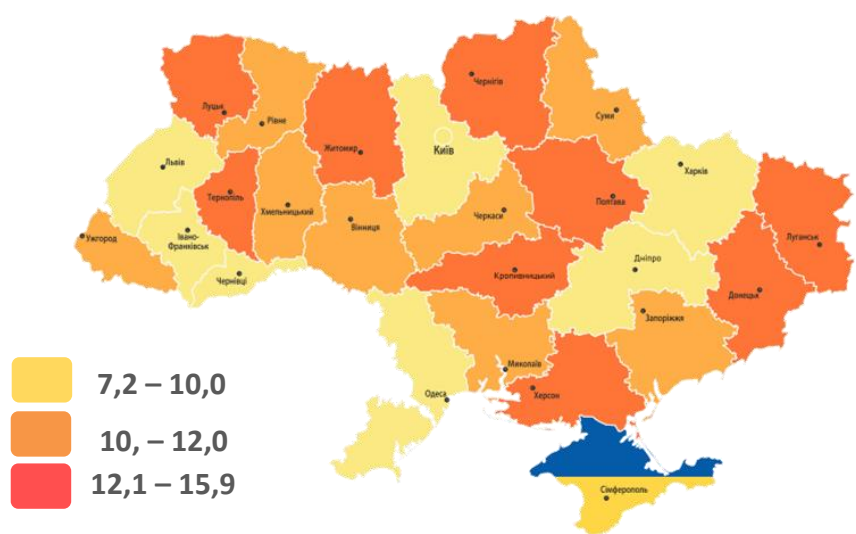 Чернігів
Луцьк
Рівне
Суми
Житомир
Київ
Львів
Харків
Тернопіль
Хмельницький
Полтава
Черкаси
Вінниця
Ужгород
Івано-
Франківськ
Луганськ
Чернівці
Кропивницький
Дніпро
Донецьк
Запоріжжя
Миколаїв
Одеса
Херсон
Сімферополь
7,2 – 10,0
10, – 12,0
12,1 – 15,9